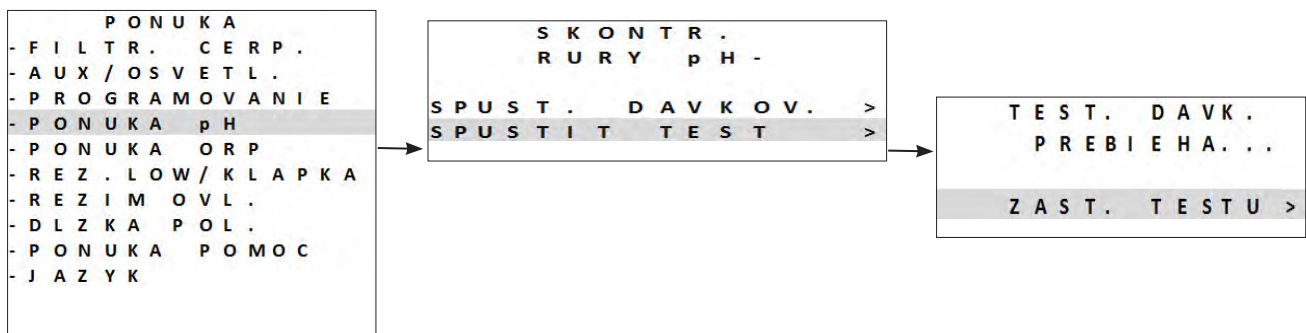 PONUKA
-FILTR. CERP.
-AUX/OSVETL.
-PROGRAMOVANIE
-PONUKA pH
-PONUKA ORP
-REZ.LOW/KLAPKA
-REZIM OVL.
-DLZKA POL.
-PONUKA POMOC
-JAZYK
SKONTR.
RURY pH-
SPUST. DAVKOV. >
SPUSTIT TEST >
TEST. DAVK.
PREBIEHA...
ZAST. TESTU >